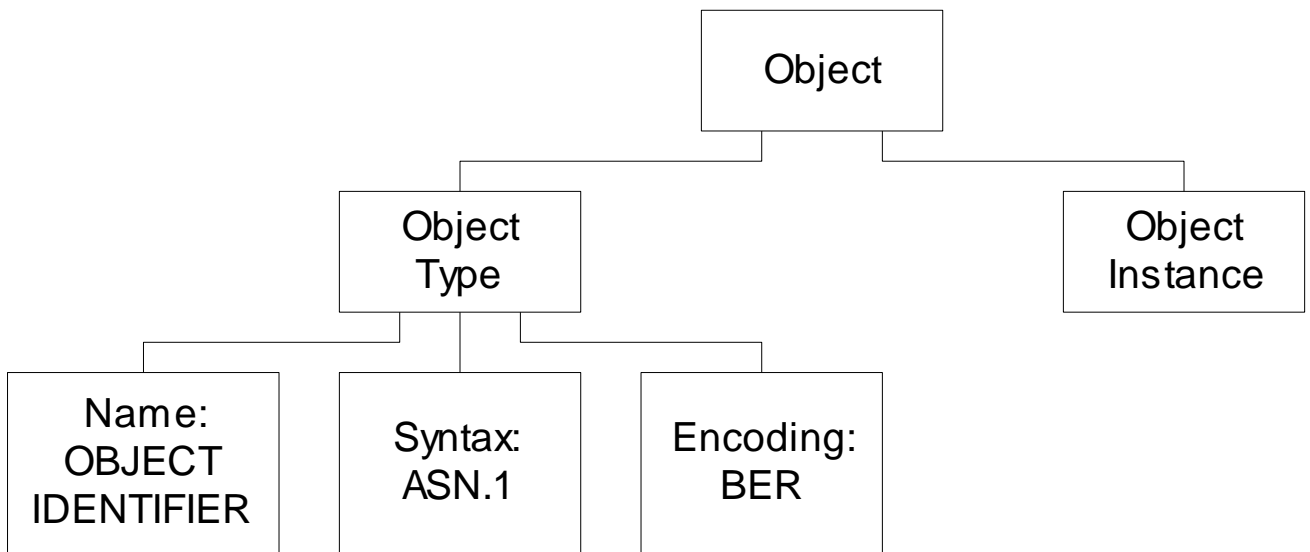 Object
Object
Type
Object
Instance
Name:
OBJECT
IDENTIFIER
Syntax:
ASN.1
Encoding:
BER